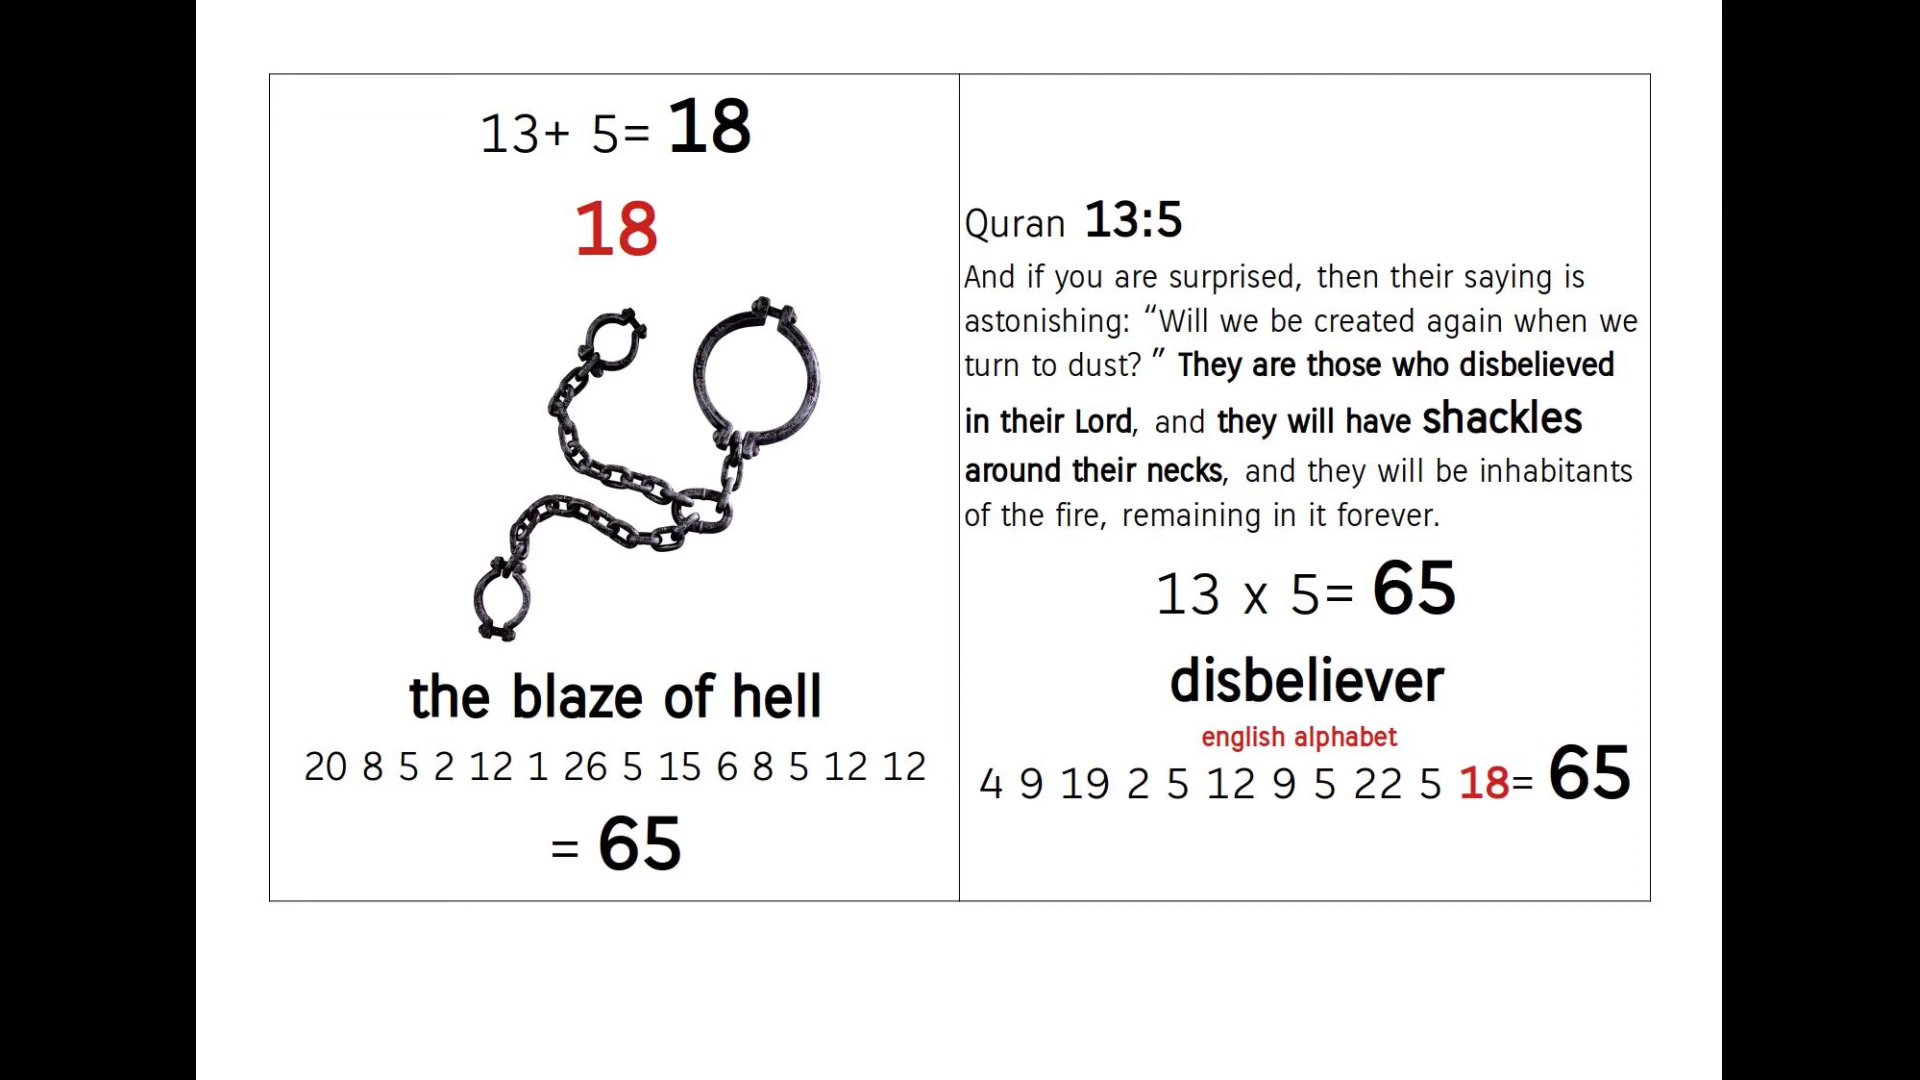 13+ 5= 18
18
the blaze of hell
20 8 5 2 12 1 26 5 15 6 8 5 12 12
= 65
Quran 13:5
And if you are surprised, then their saying is
astonishing: “Will we be created again when we
turn to dust? ” They are those who disbelieved
in their Lord, and they will have shackles
around their necks, and they will be inhabitants
of the fire, remaining in it forever.
13 x 5= 65
disbeliever
english alphabet
4 9 19 2 5 12 9 5 22 5 18= 65